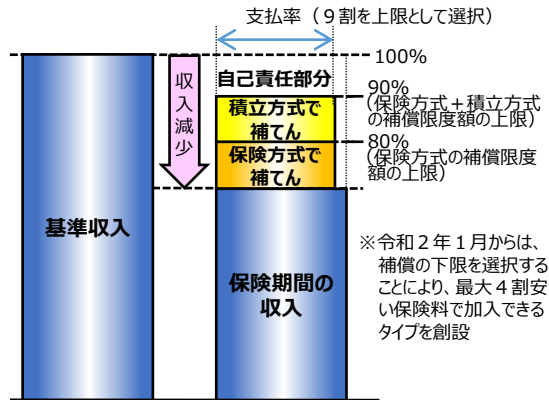 支払率（９割を上限として選択）
100%
収入減少
自己責任部分
90%
（保険方式＋積立方式
の補償限度額の上限）
積立方式で
補てん
80%
（保険方式の補償限度
額の上限）
保険方式で
補てん
基準収入
保険期間の
収入
※令和２年１月からは、
補償の下限を選択する
ことにより、最大４割安
い保険料で加入できる
タイプを創設